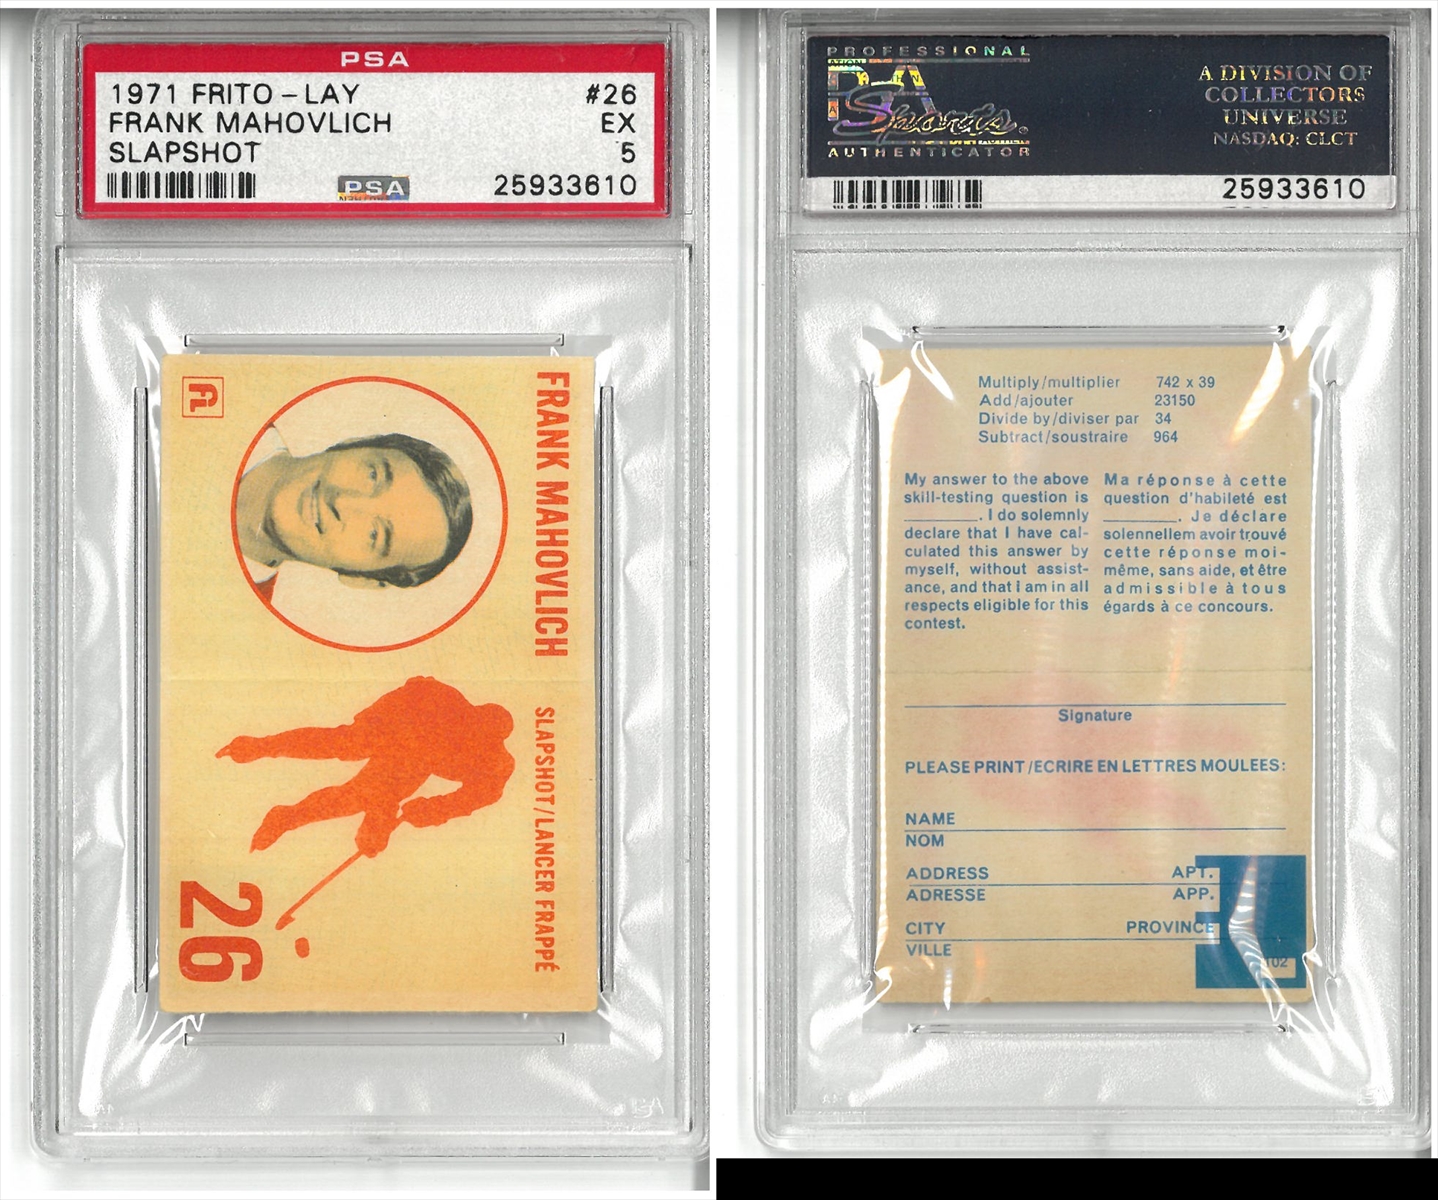 PSA
1971 FRITO-LAY #26
FRANK MAHOVLICH EX
SLAPSHOT 5
PSA 25933610
FL
FRANK MAHOVLICH
SLAPSHOT/LANCER FRAPPÉ
26
PROFESSIONAL
PSA
Sports
AUTHENTICATOR
A DIVISION OF
COLLECTORS
UNIVERSE
NASDAQ: CLCT
25933610
Multiply/multiplier 742 x 39
Add/ajouter 23150
Divide by/diviser par 34
Subtract/soustraire 964
My answer to the above
skill-testing question is
________. I do solemnly
declare that I have cal-
culated this answer by
myself, without assist-
ance, and that I am in all
respects eligible for this
contest.
Ma réponse à cette
question d'habileté est
________. Je déclare
solennellem avoir trouvé
cette réponse moi-
même, sans aide, et être
admissible à tous
égards à ce concours.
Signature
PLEASE PRINT/ECRIRE EN LETTRES MOULEES:
NAME
NOM
ADDRESS APT.
ADRESSE APP.
CITY PROVINCE
VILLE
102